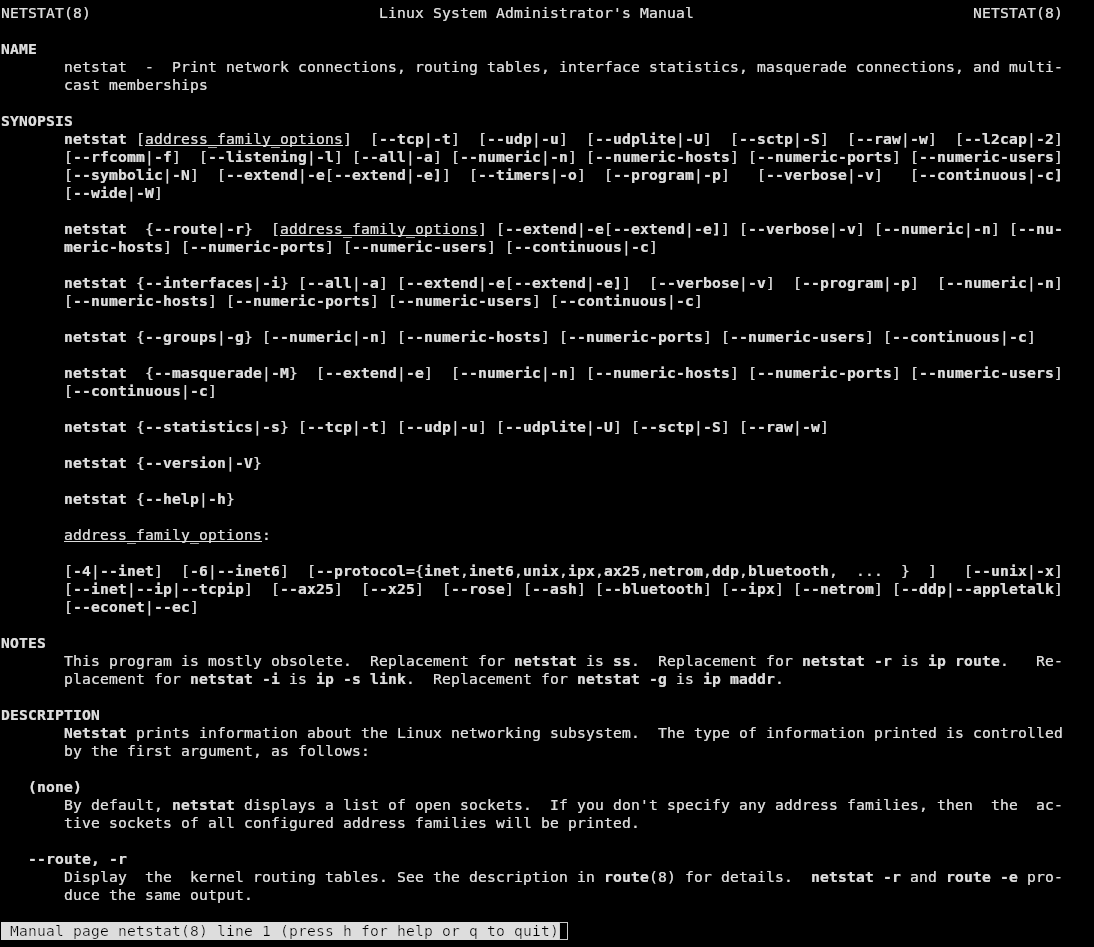 NETSTAT(8)                                Linux System Administrator's Manual                               NETSTAT(8)
NAME
netstat  -  Print network connections, routing tables, interface statistics, masquerade connections, and multi-
cast memberships
SYNOPSIS
netstat [address_family_options]  [--tcp|-t]  [--udp|-u]  [--udplite|-U]  [--sctp|-S]  [--raw|-w]  [--l2cap|-2]
[--rfcomm|-f]  [--listening|-l] [--all|-a] [--numeric|-n] [--numeric-hosts] [--numeric-ports] [--numeric-users]
[--symbolic|-N]  [--extend|-e[--extend|-e]]  [--timers|-o]  [--program|-p]   [--verbose|-v]   [--continuous|-c]
[--wide|-W]
netstat  {--route|-r}  [address_family_options] [--extend|-e[--extend|-e]] [--verbose|-v] [--numeric|-n] [--nu-
meric-hosts] [--numeric-ports] [--numeric-users] [--continuous|-c]
netstat {--interfaces|-i} [--all|-a] [--extend|-e[--extend|-e]]  [--verbose|-v]  [--program|-p]  [--numeric|-n]
[--numeric-hosts] [--numeric-ports] [--numeric-users] [--continuous|-c]
netstat {--groups|-g} [--numeric|-n] [--numeric-hosts] [--numeric-ports] [--numeric-users] [--continuous|-c]
netstat  {--masquerade|-M}  [--extend|-e]  [--numeric|-n] [--numeric-hosts] [--numeric-ports] [--numeric-users]
[--continuous|-c]
netstat {--statistics|-s} [--tcp|-t] [--udp|-u] [--udplite|-U] [--sctp|-S] [--raw|-w]
netstat {--version|-V}
netstat {--help|-h}
address_family_options:
[-4|--inet]  [-6|--inet6]  [--protocol={inet,inet6,unix,ipx,ax25,netrom,ddp,bluetooth,  ...  }  ]   [--unix|-x]
[--inet|--ip|--tcpip]  [--ax25]  [--x25]  [--rose] [--ash] [--bluetooth] [--ipx] [--netrom] [--ddp|--appletalk]
[--econet|--ec]
NOTES
This program is mostly obsolete.  Replacement for netstat is ss.  Replacement for netstat -r is ip route.   Re-
placement for netstat -i is ip -s link.  Replacement for netstat -g is ip maddr.
DESCRIPTION
Netstat prints information about the Linux networking subsystem.  The type of information printed is controlled
by the first argument, as follows:
(none)
By default, netstat displays a list of open sockets.  If you don't specify any address families, then  the  ac-
tive sockets of all configured address families will be printed.
--route, -r
Display  the  kernel routing tables. See the description in route(8) for details.  netstat -r and route -e pro-
duce the same output.
Manual page netstat(8) line 1 (press h for help or q to quit)